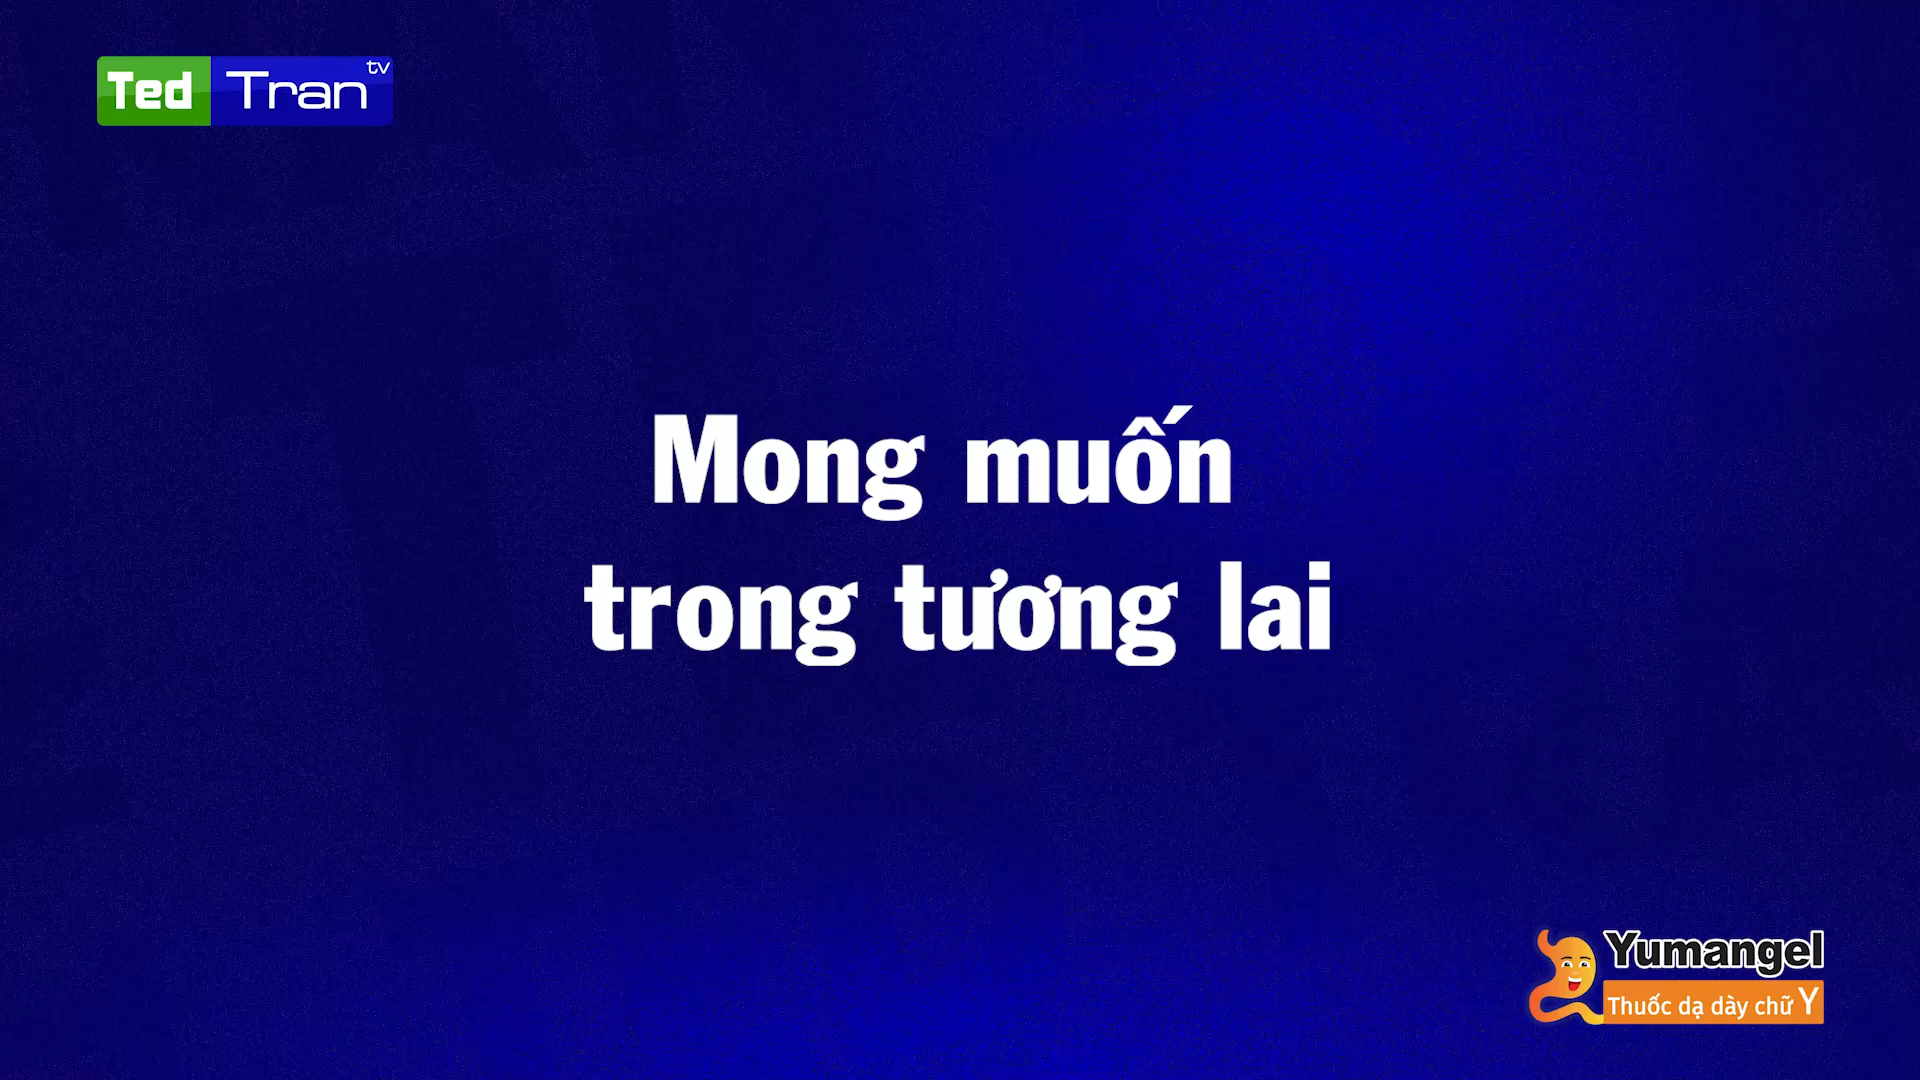 Ted Tran tv
Mong muốn
trong tương lai
Yumangel
Thuốc dạ dày chữ Y